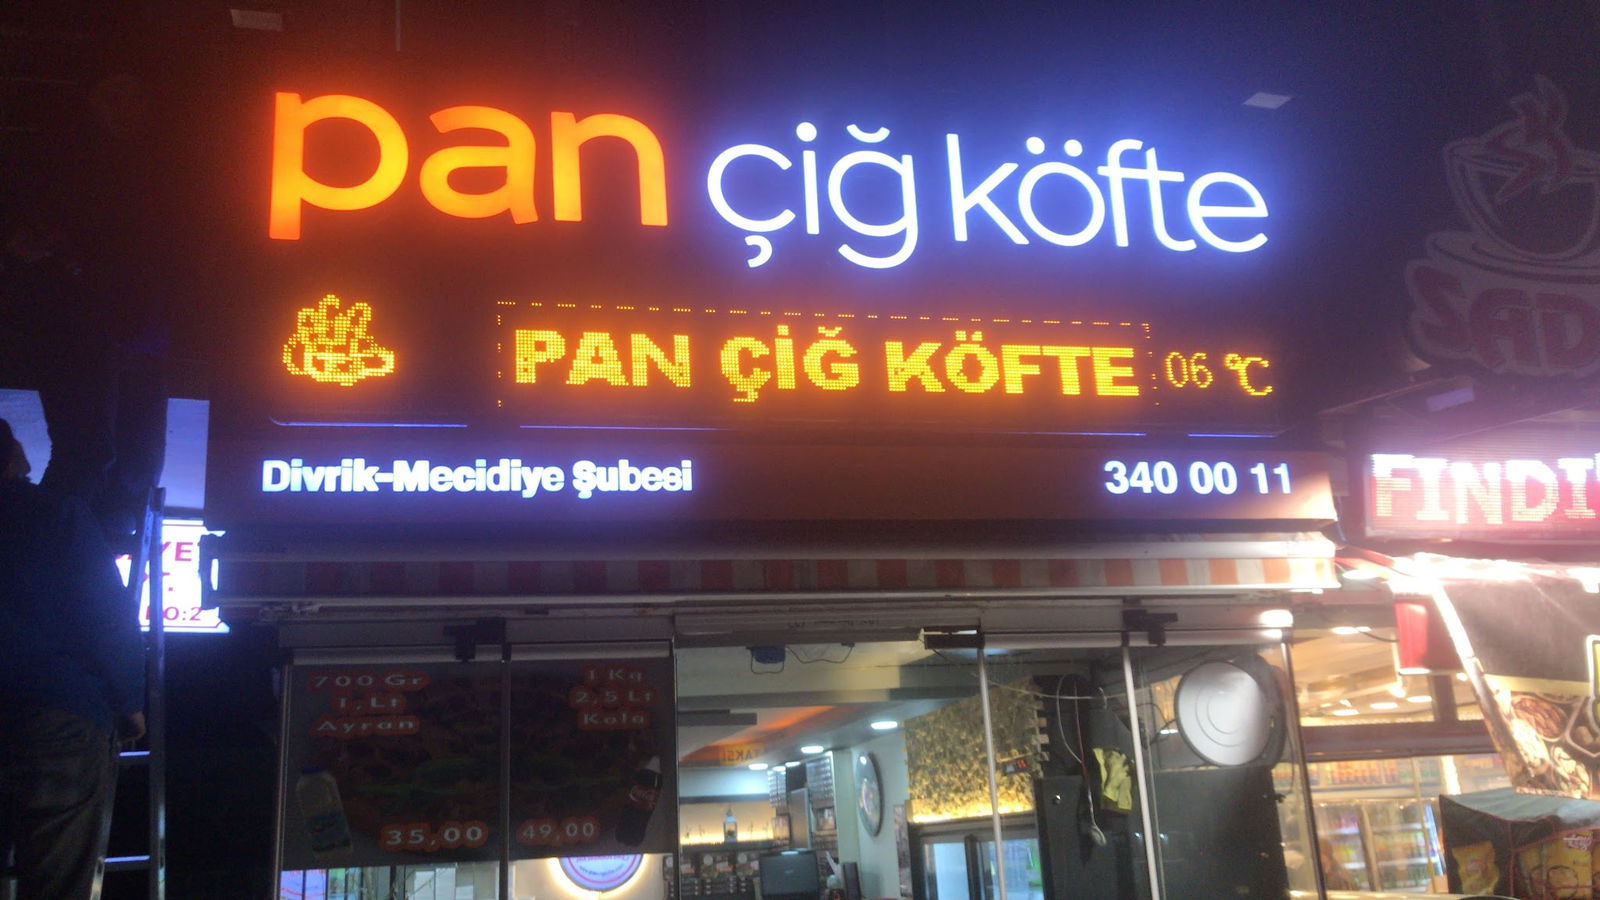 pan çiğ köfte
PAN ÇİĞ KÖFTE 06 °C
Divrik-Mecidiye Şubesi 340 00 11
FINDI
700 Gr
1,Lt
Ayran
35,00
1 Kg
2,5 Lt
Kola
49,00